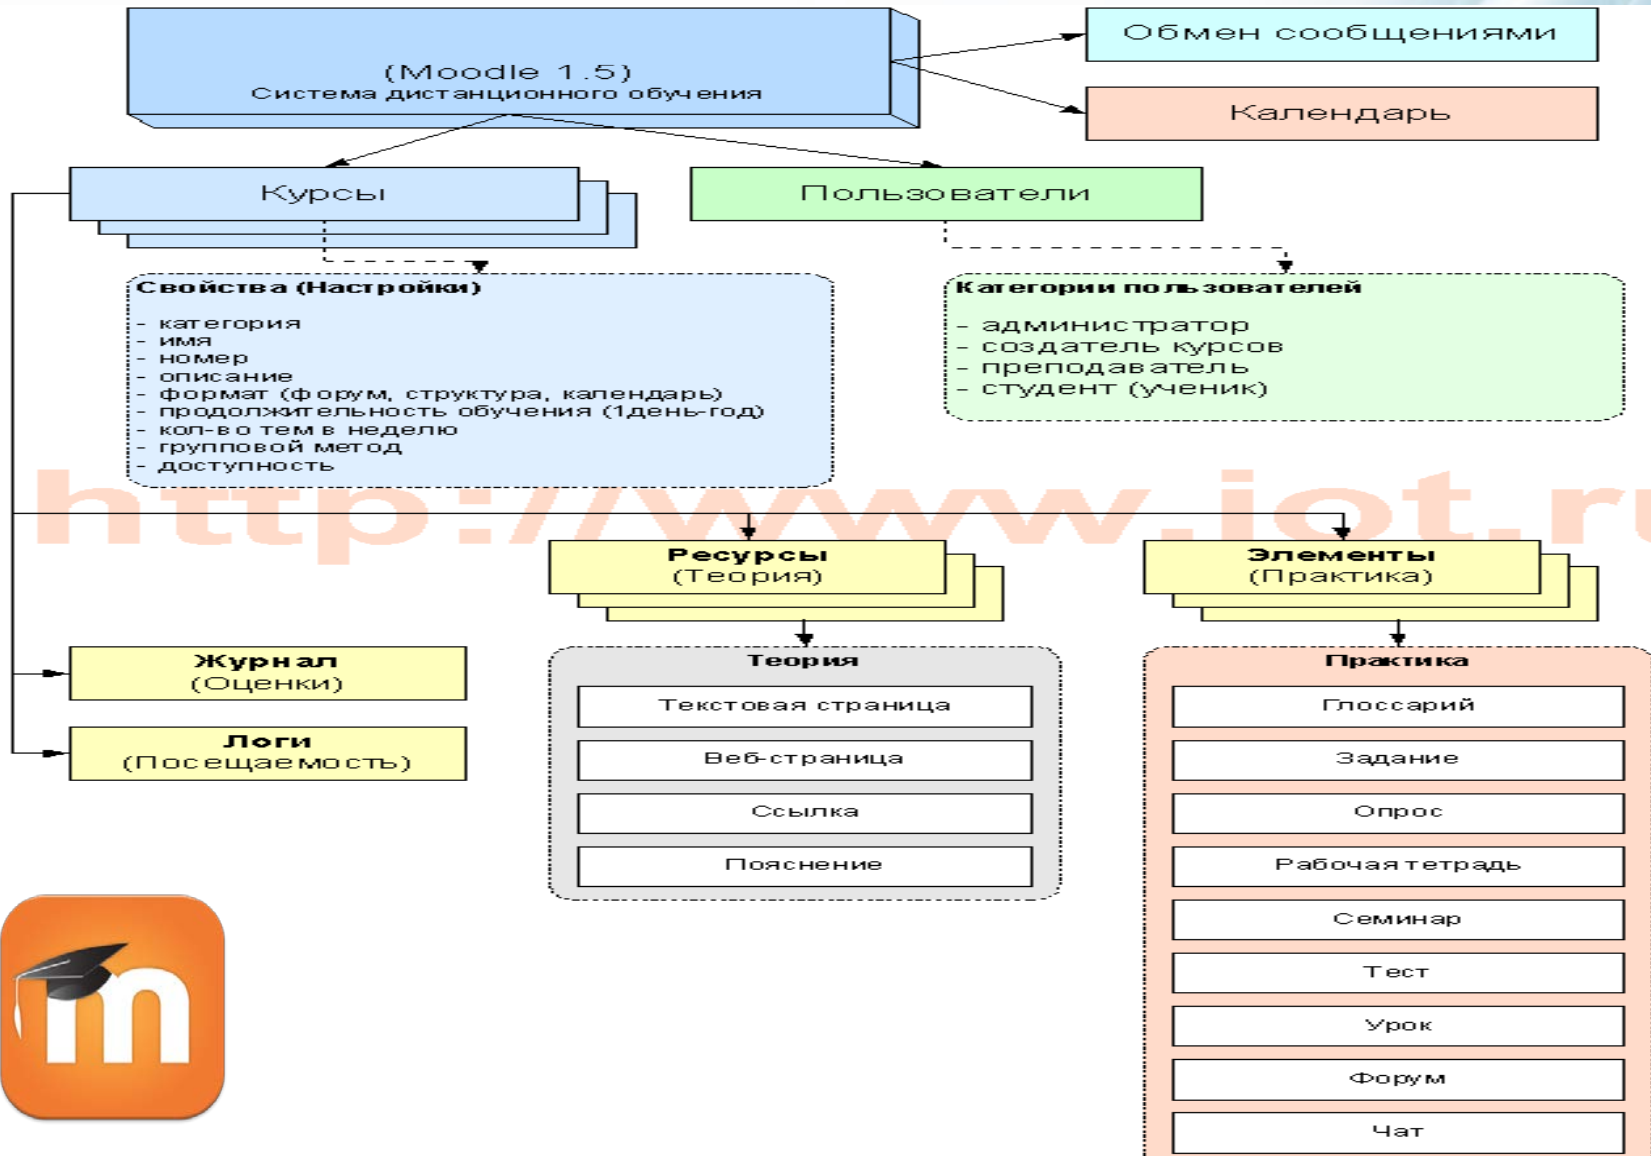 (Moodle 1.5)
Система дистанционного обучения
Обмен сообщениями
Календарь
Курсы
Пользователи
Свойства (Настройки)
- категория
- имя
- номер
- описание
- формат (форум, структура, календарь)
- продолжительность обучения (1день-год)
- кол-во тем в неделю
- групповой метод
- доступность
Категории пользователей
- администратор
- создатель курсов
- преподаватель
- студент (ученик)
http://www.iot.ru
Ресурсы
(Теория)
Элементы
(Практика)
Журнал
(Оценки)
Логи
(Посещаемость)
Теория
Текстовая страница
Веб-страница
Ссылка
Пояснение
Практика
Глоссарий
Задание
Опрос
Рабочая тетрадь
Семинар
Тест
Урок
Форум
Чат
m